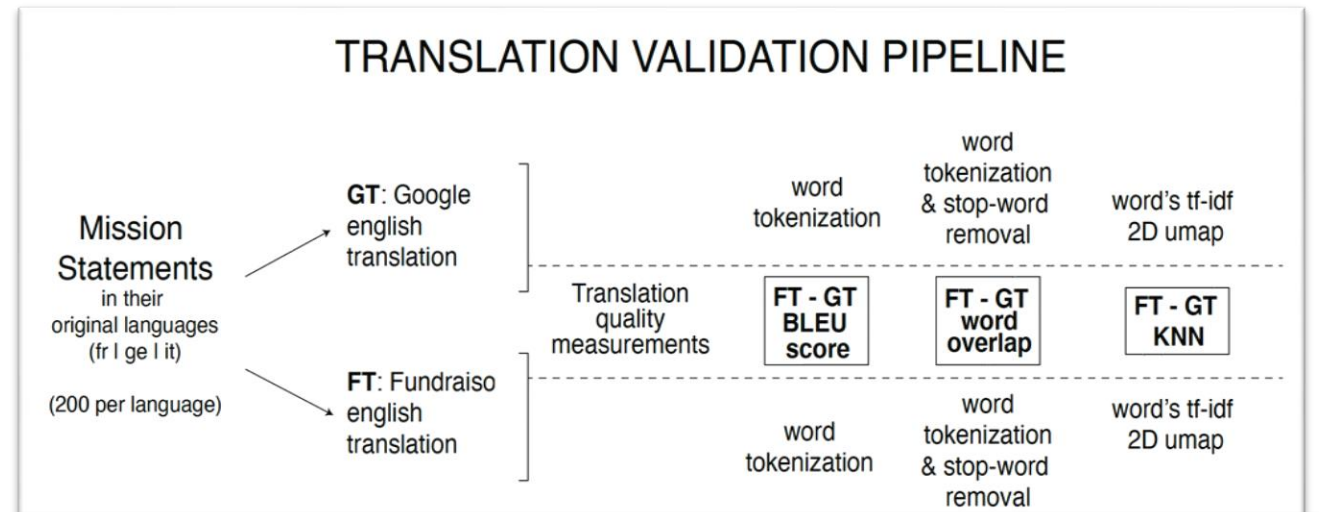 TRANSLATION VALIDATION PIPELINE
Mission
Statements
in their
original languages
(fr | ge | it)
(200 per language)
GT: Google
english
translation
FT: Fundraiso
english
translation
Translation
quality
measurements
word
tokenization
word
tokenization
& stop-word
removal
word's tf-idf
2D umap
FT - GT
BLEU
score
FT - GT
word
overlap
FT - GT
KNN
word
tokenization
word
tokenization
& stop-word
removal
word's tf-idf
2D umap